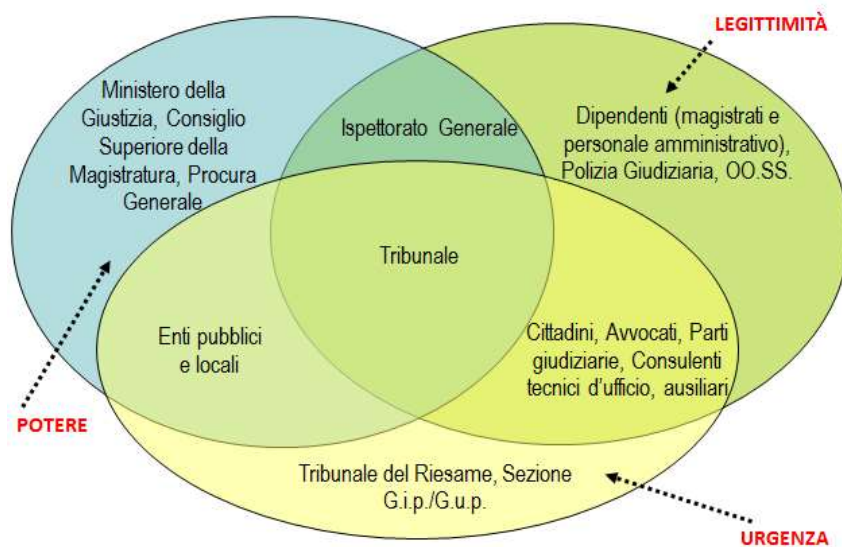 LEGITTIMITÀ
Ministero della
Giustizia, Consiglio
Superiore della
Magistratura, Procura
Generale
Ispettorato Generale
Dipendenti (magistrati e
personale amministrativo),
Polizia Giudiziaria, OO.SS.
Tribunale
Enti pubblici
e locali
Cittadini, Avvocati, Parti
giudiziarie, Consulenti
tecnici d'ufficio, ausiliari
POTERE
Tribunale del Riesame, Sezione
G.i.p./G.u.p.
URGENZA